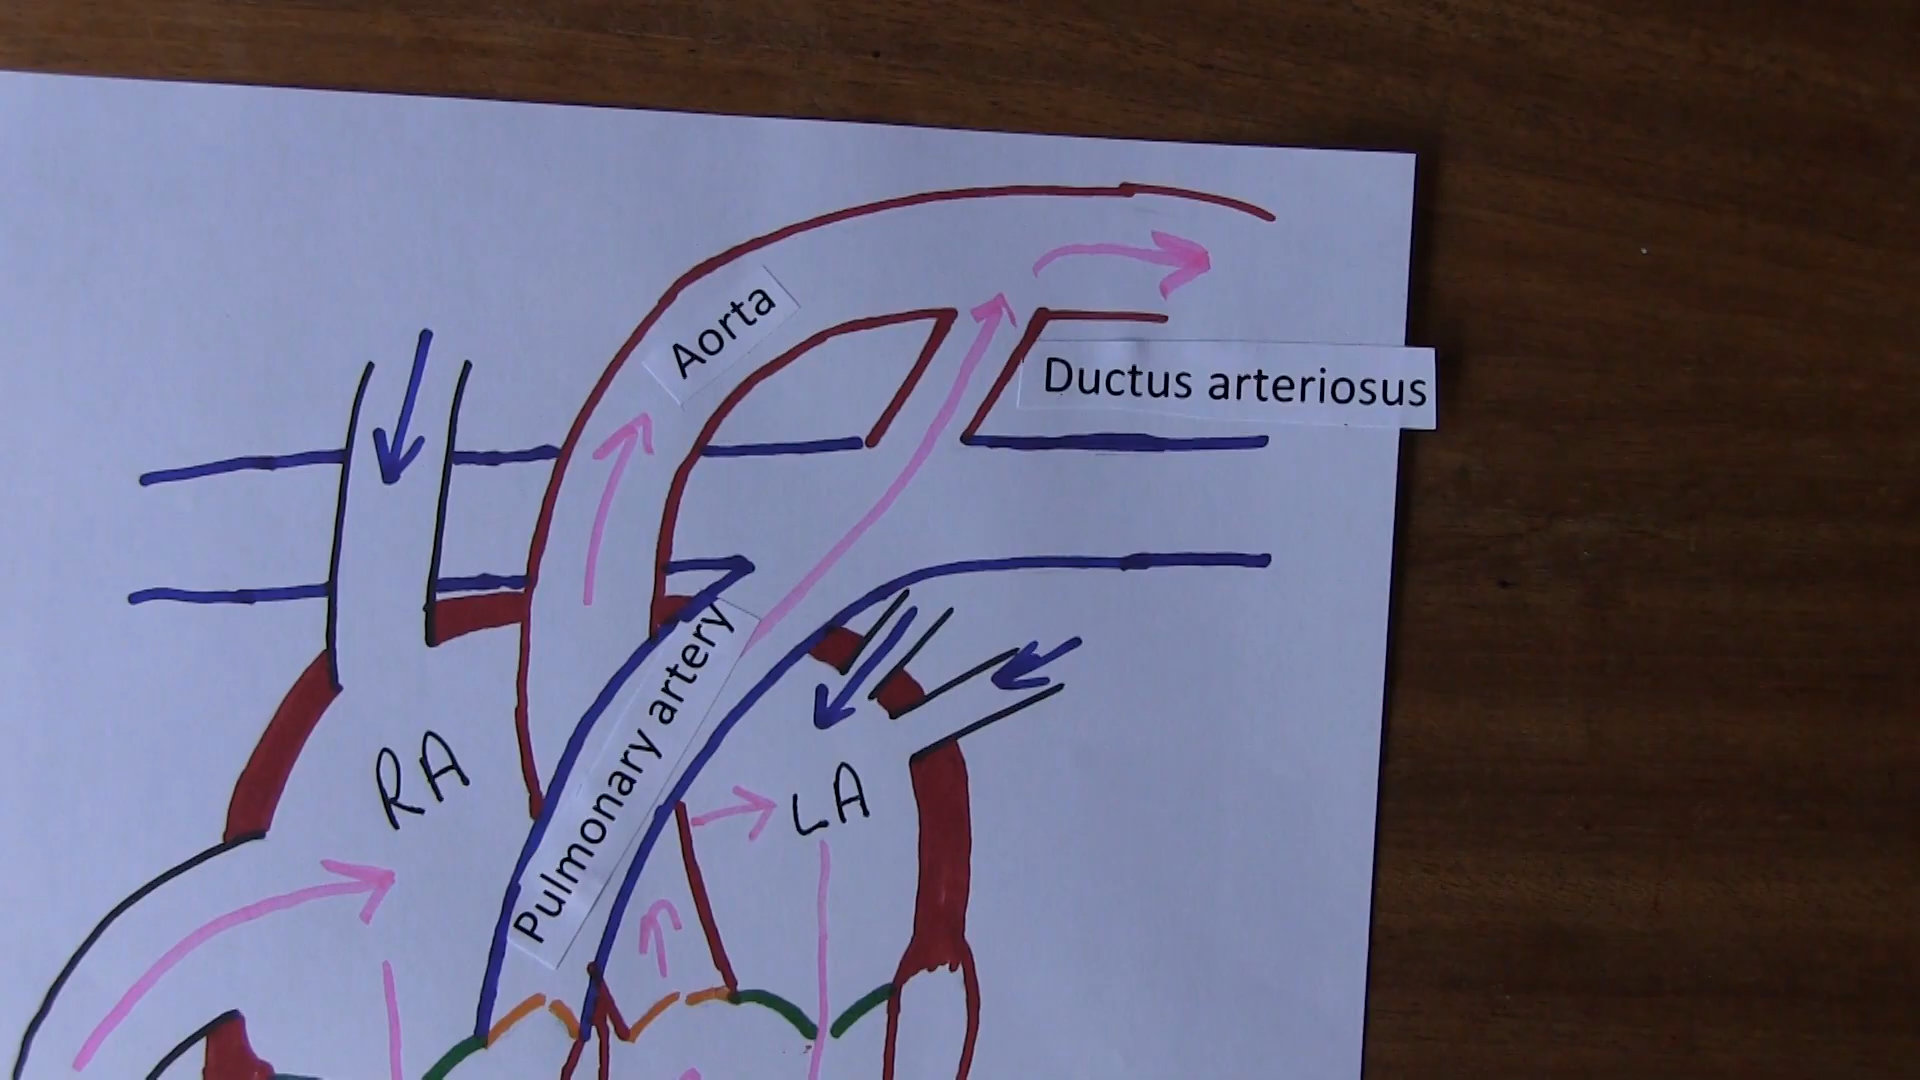 Aorta
Ductus arteriosus
Pulmonary artery
RA
LA